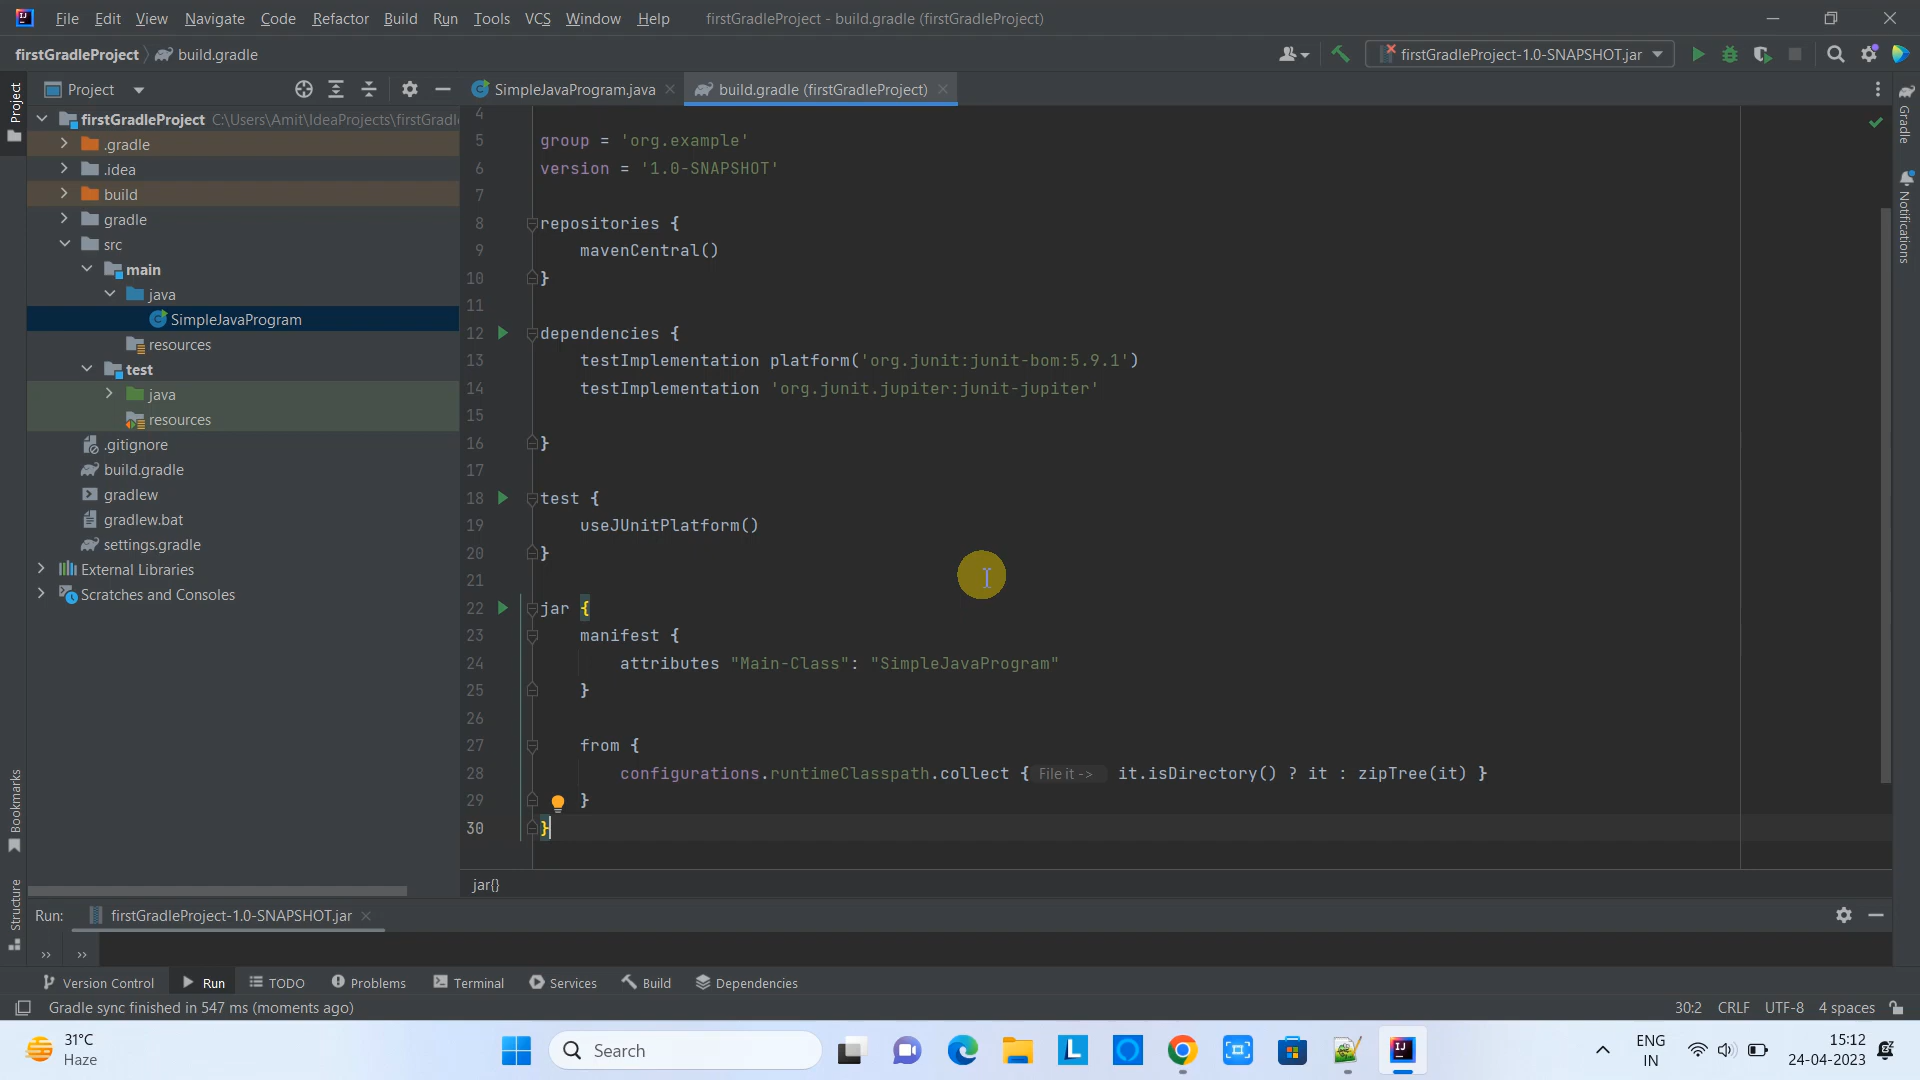 File Edit View Navigate Code Refactor Build Run Tools VCS Window Help firstGradleProject - build.gradle (firstGradleProject)
firstGradleProject build.gradle firstGradleProject-1.0-SNAPSHOT.jar
Project SimpleJavaProgram.java build.gradle (firstGradleProject)
Project
firstGradleProject C:\Users\Amit\IdeaProjects\firstGradl
.gradle
.idea
build
gradle
src
main
java
SimpleJavaProgram
resources
test
java
resources
.gitignore
build.gradle
gradlew
gradlew.bat
settings.gradle
External Libraries
Scratches and Consoles
4
5 group = 'org.example'
6 version = '1.0-SNAPSHOT'
7
8 repositories {
9 mavenCentral()
10 }
11
12 dependencies {
13 testImplementation platform('org.junit:junit-bom:5.9.1')
14 testImplementation 'org.junit.jupiter:junit-jupiter'
15
16 }
17
18 test {
19 useJUnitPlatform()
20 }
21
22 jar {
23 manifest {
24 attributes "Main-Class": "SimpleJavaProgram"
25 }
26
27 from {
28 configurations.runtimeClasspath.collect { File it -> it.isDirectory() ? it : zipTree(it) }
29 }
30 }
jar{}
Gradle
Notifications
Bookmarks
Structure
Run: firstGradleProject-1.0-SNAPSHOT.jar
Version Control Run TODO Problems Terminal Services Build Dependencies
Gradle sync finished in 547 ms (moments ago) 30:2 CRLF UTF-8 4 spaces
31°C
Haze
Search
ENG
IN
15:12
24-04-2023